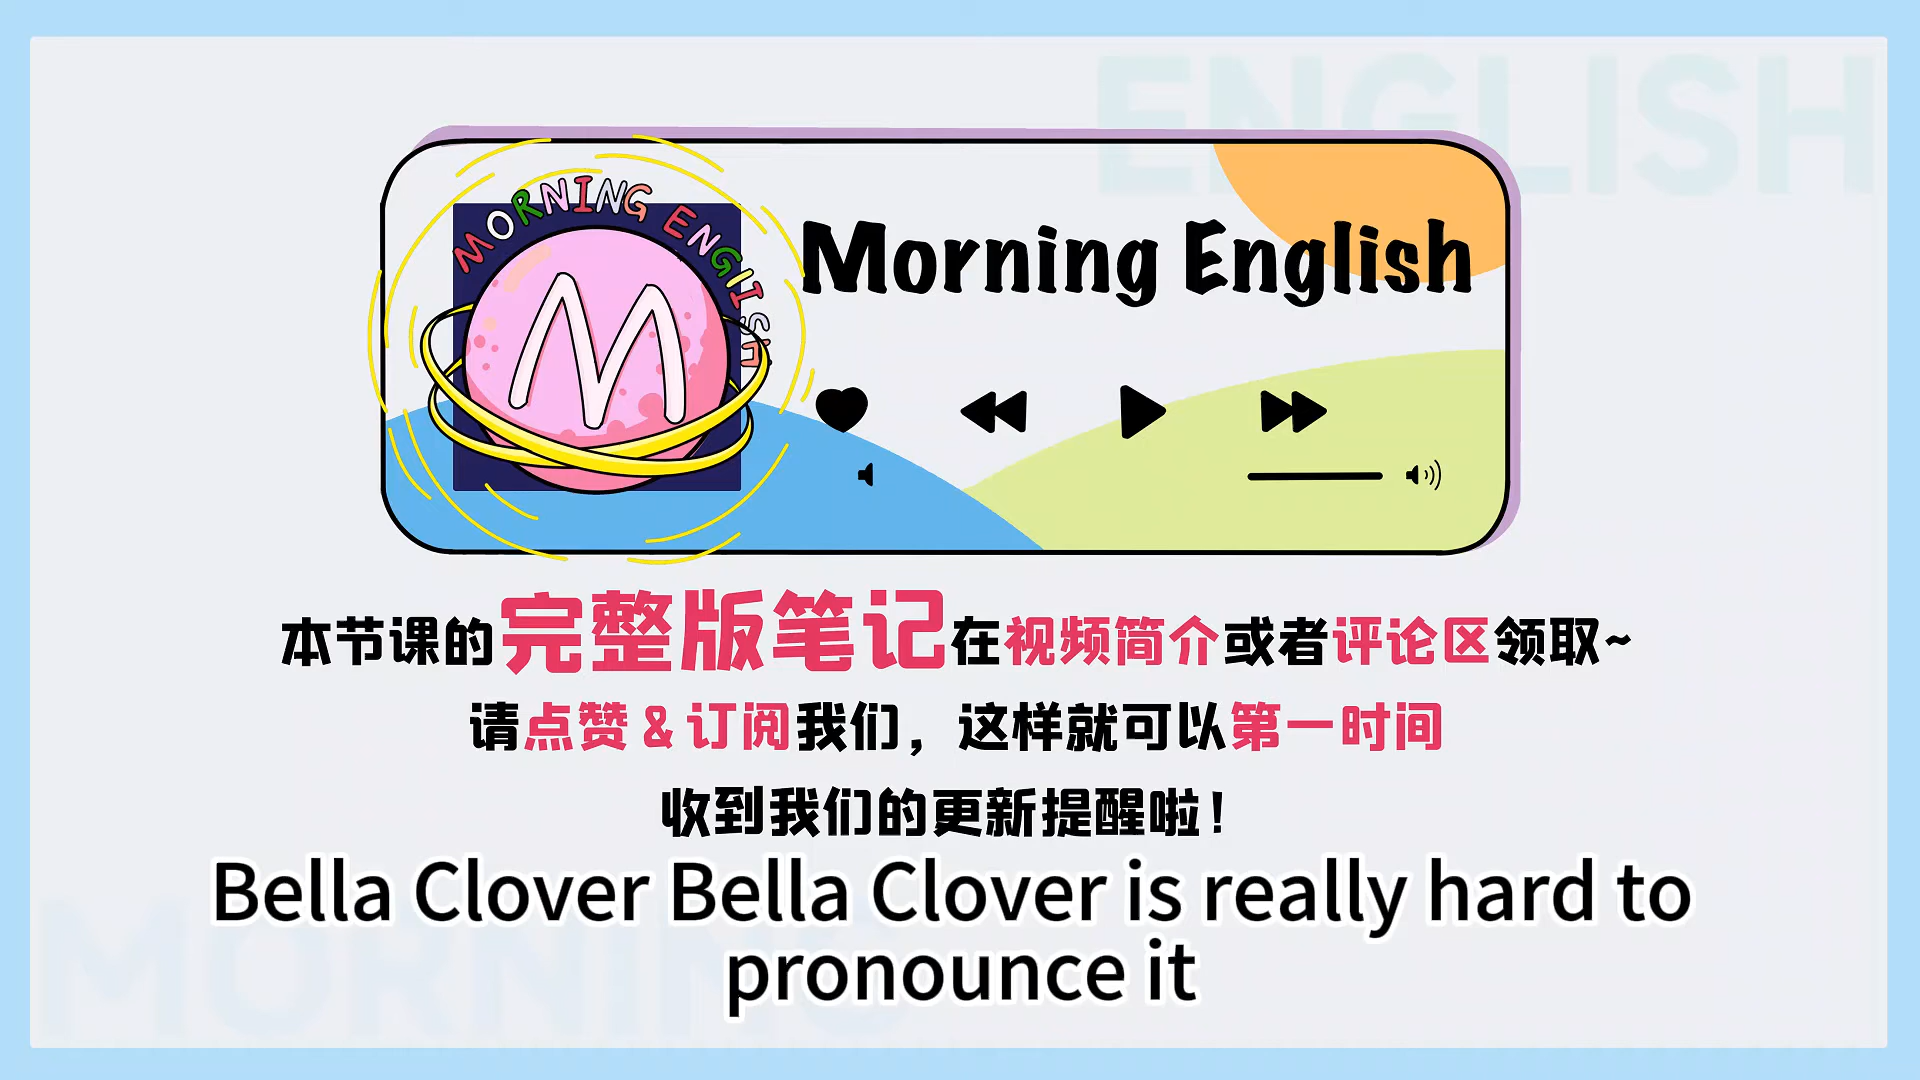 ENGLISH
MORNING ENGLISH
M
Morning English
本节课的完整版笔记在视频简介或者评论区领取~
请点赞&订阅我们，这样就可以第一时间
收到我们的更新提醒啦！
Bella Clover Bella Clover is really hard to
pronounce it
MORNING